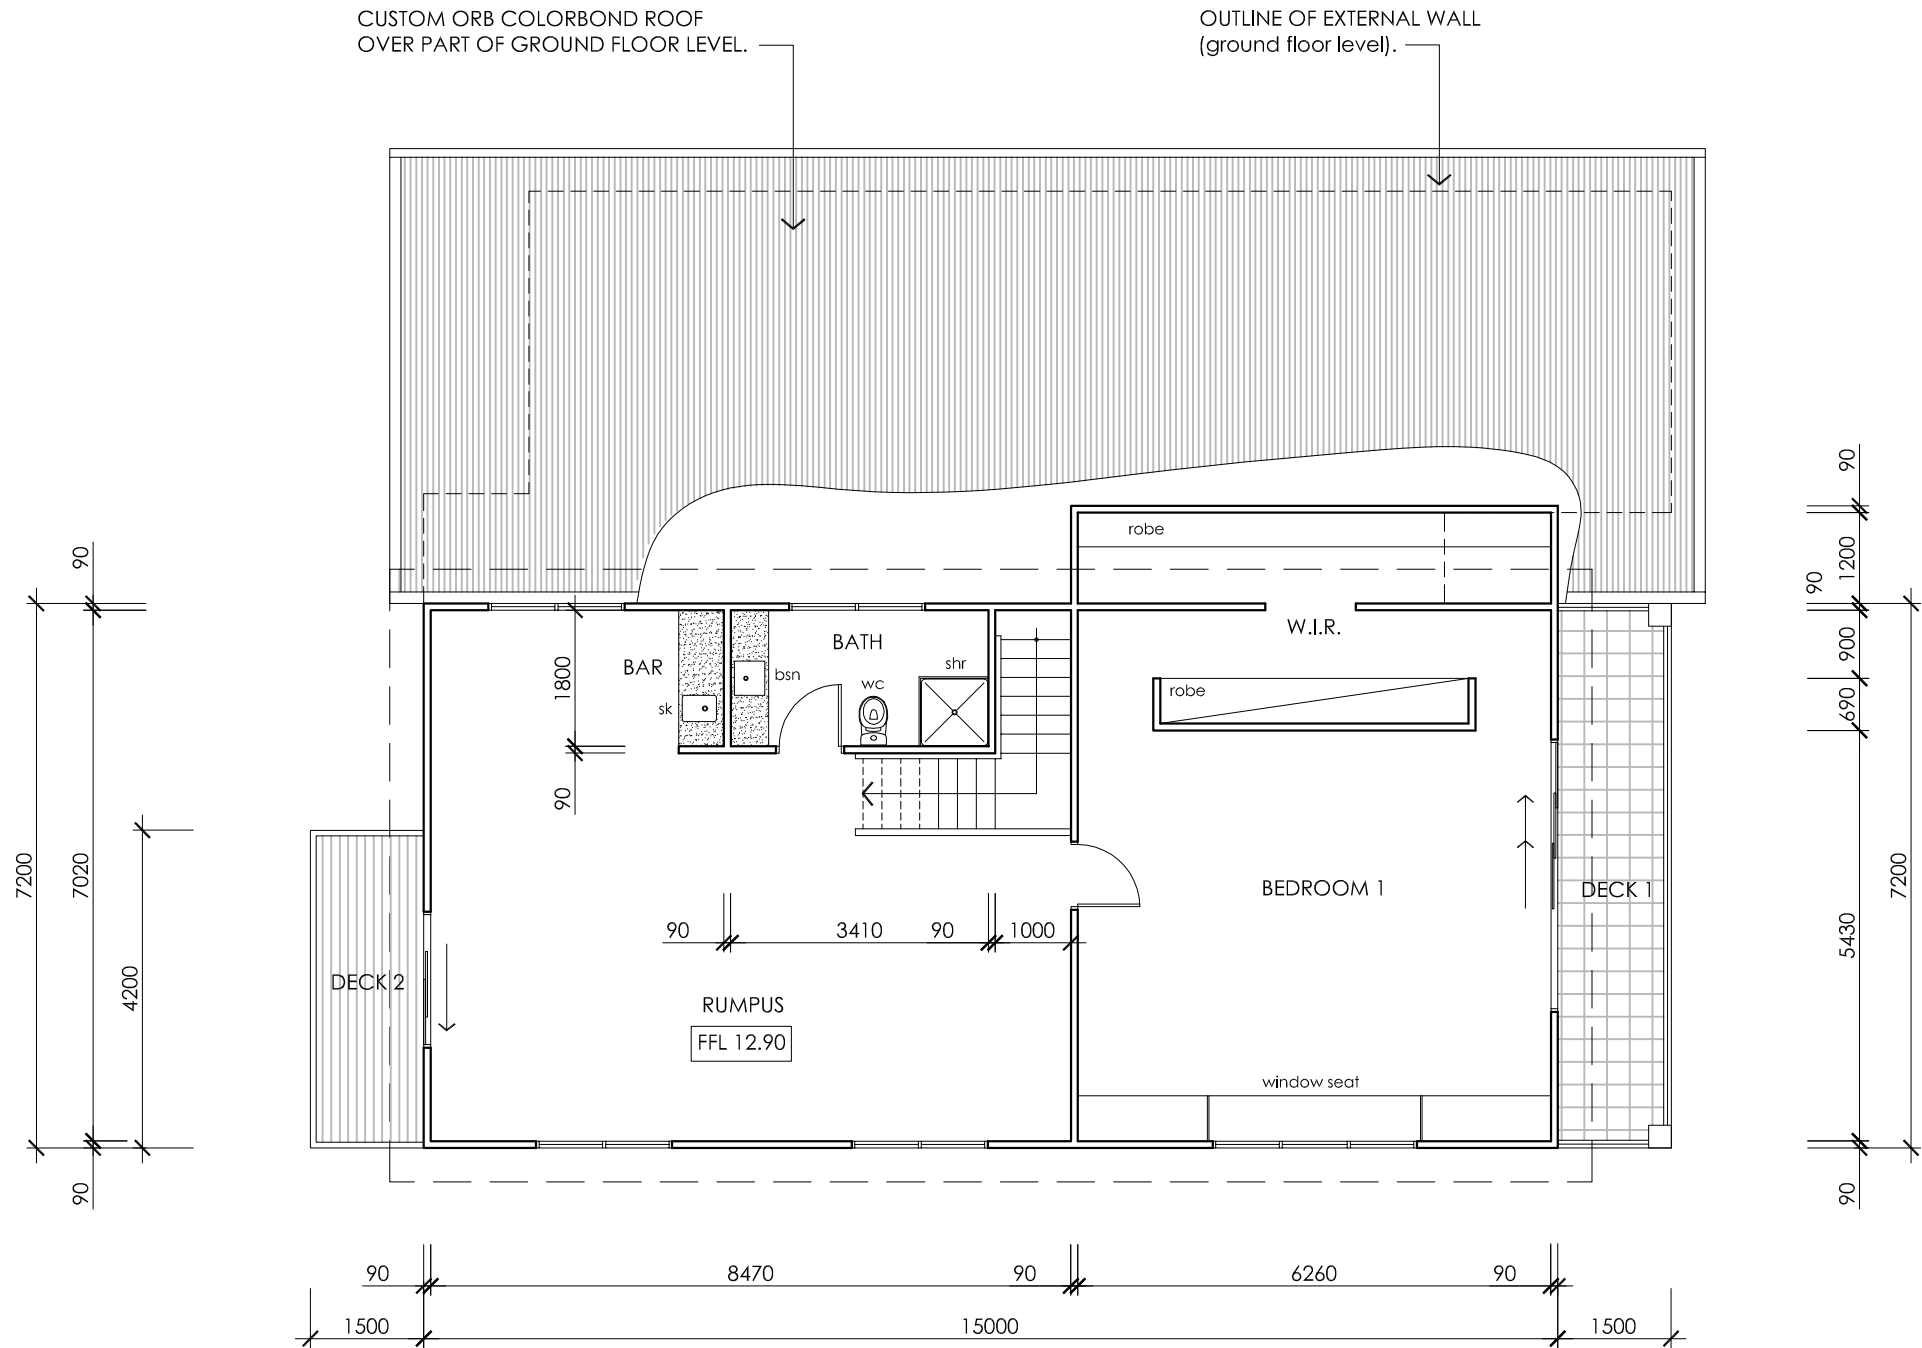 CUSTOM ORB COLORBOND ROOF
OVER PART OF GROUND FLOOR LEVEL.
OUTLINE OF EXTERNAL WALL
(ground floor level).
90
1200
90
900
690
5430
90
7200
robe
W.I.R.
robe
BEDROOM 1
DECK 1
window seat
BAR
sk
BATH
bsn
wc
shr
1800
90
90
7200
7020
4200
90
DECK 2
90
3410
90
1000
RUMPUS
FFL 12.90
90
8470
90
6260
90
1500
15000
1500